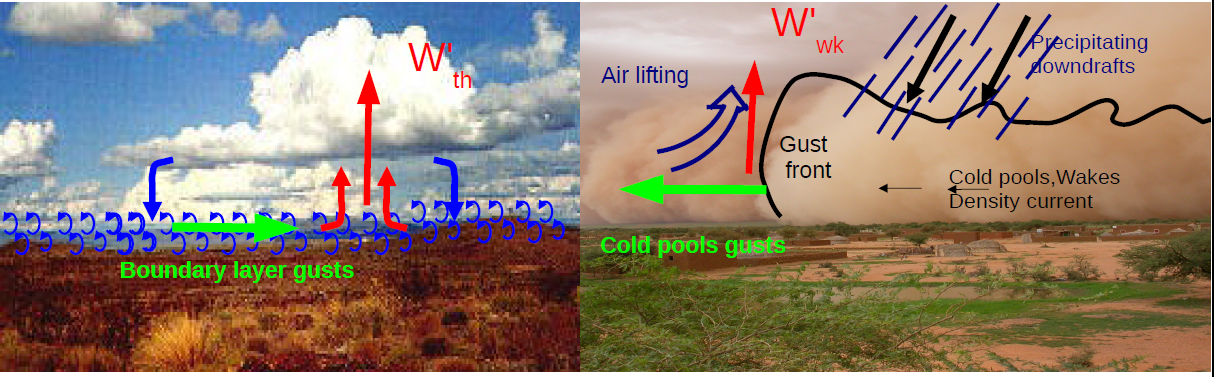 W'th
Boundary layer gusts
W'wk
Air lifting
Precipitating
downdrafts
Gust
front
Cold pools,Wakes
Density current
Cold pools gusts